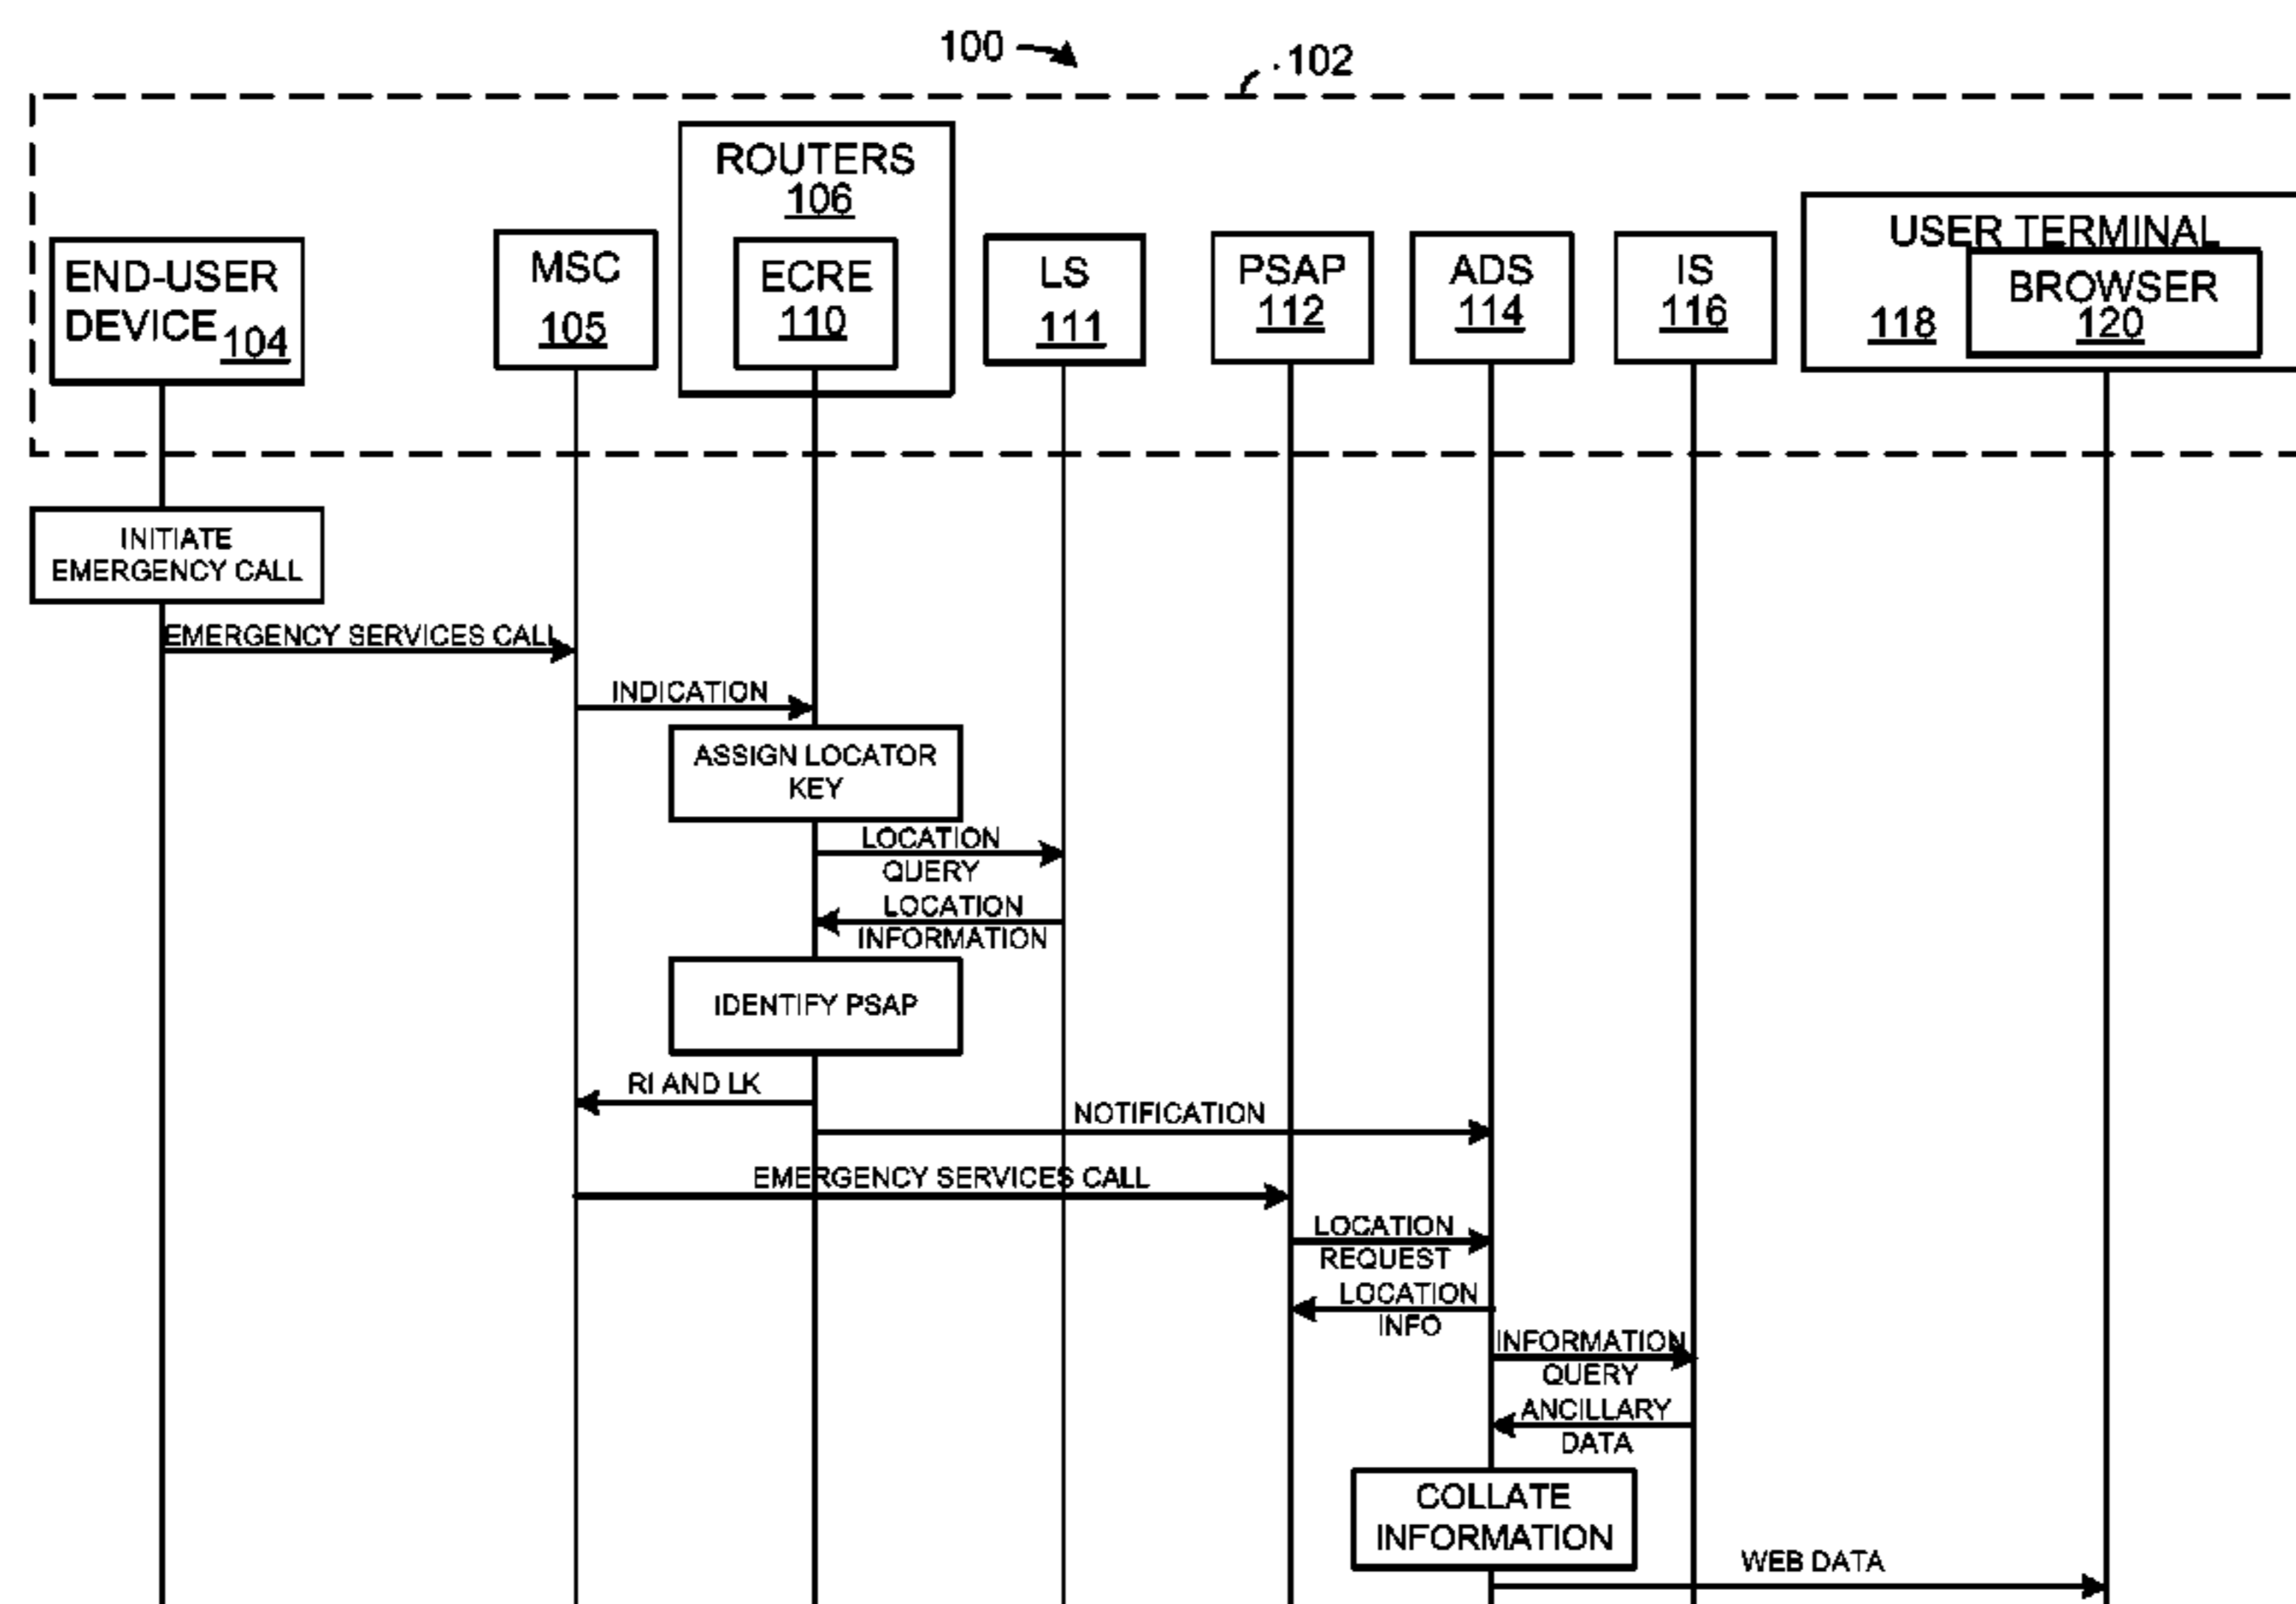 100
102
ROUTERS
106
END-USER
DEVICE 104
MSC
105
ECRE
110
LS
111
PSAP
112
ADS
114
IS
116
USER TERMINAL
118
BROWSER
120
INITIATE
EMERGENCY CALL
EMERGENCY SERVICES CALL
INDICATION
ASSIGN LOCATOR
KEY
LOCATION
QUERY
LOCATION
INFORMATION
IDENTIFY PSAP
RI AND LK
NOTIFICATION
EMERGENCY SERVICES CALL
LOCATION
REQUEST
LOCATION
INFO
INFORMATION
QUERY
ANCILLARY
DATA
COLLATE
INFORMATION
WEB DATA